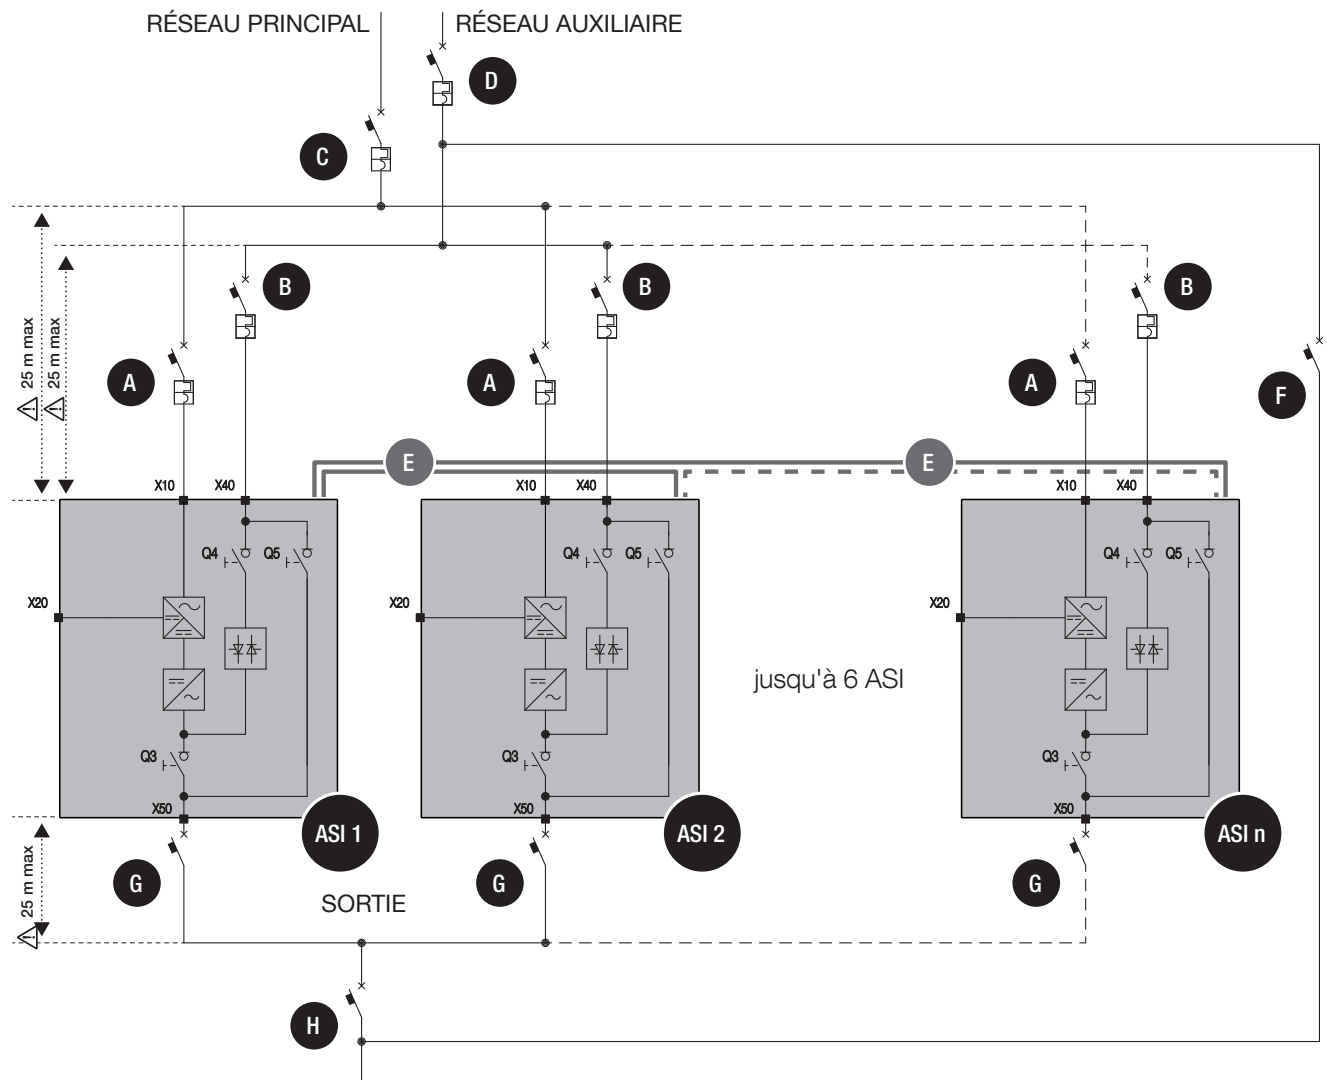 RÉSEAU PRINCIPAL
RÉSEAU AUXILIAIRE
D
C
B
B
B
A
A
A
F
25 m max
25 m max
E
E
X10
X40
X10
X40
X10
X40
Q4
Q5
Q4
Q5
Q4
Q5
X20
X20
X20
jusqu'à 6 ASI
Q3
Q3
Q3
X50
X50
X50
ASI 1
ASI 2
ASI n
25 m max
G
G
G
SORTIE
H